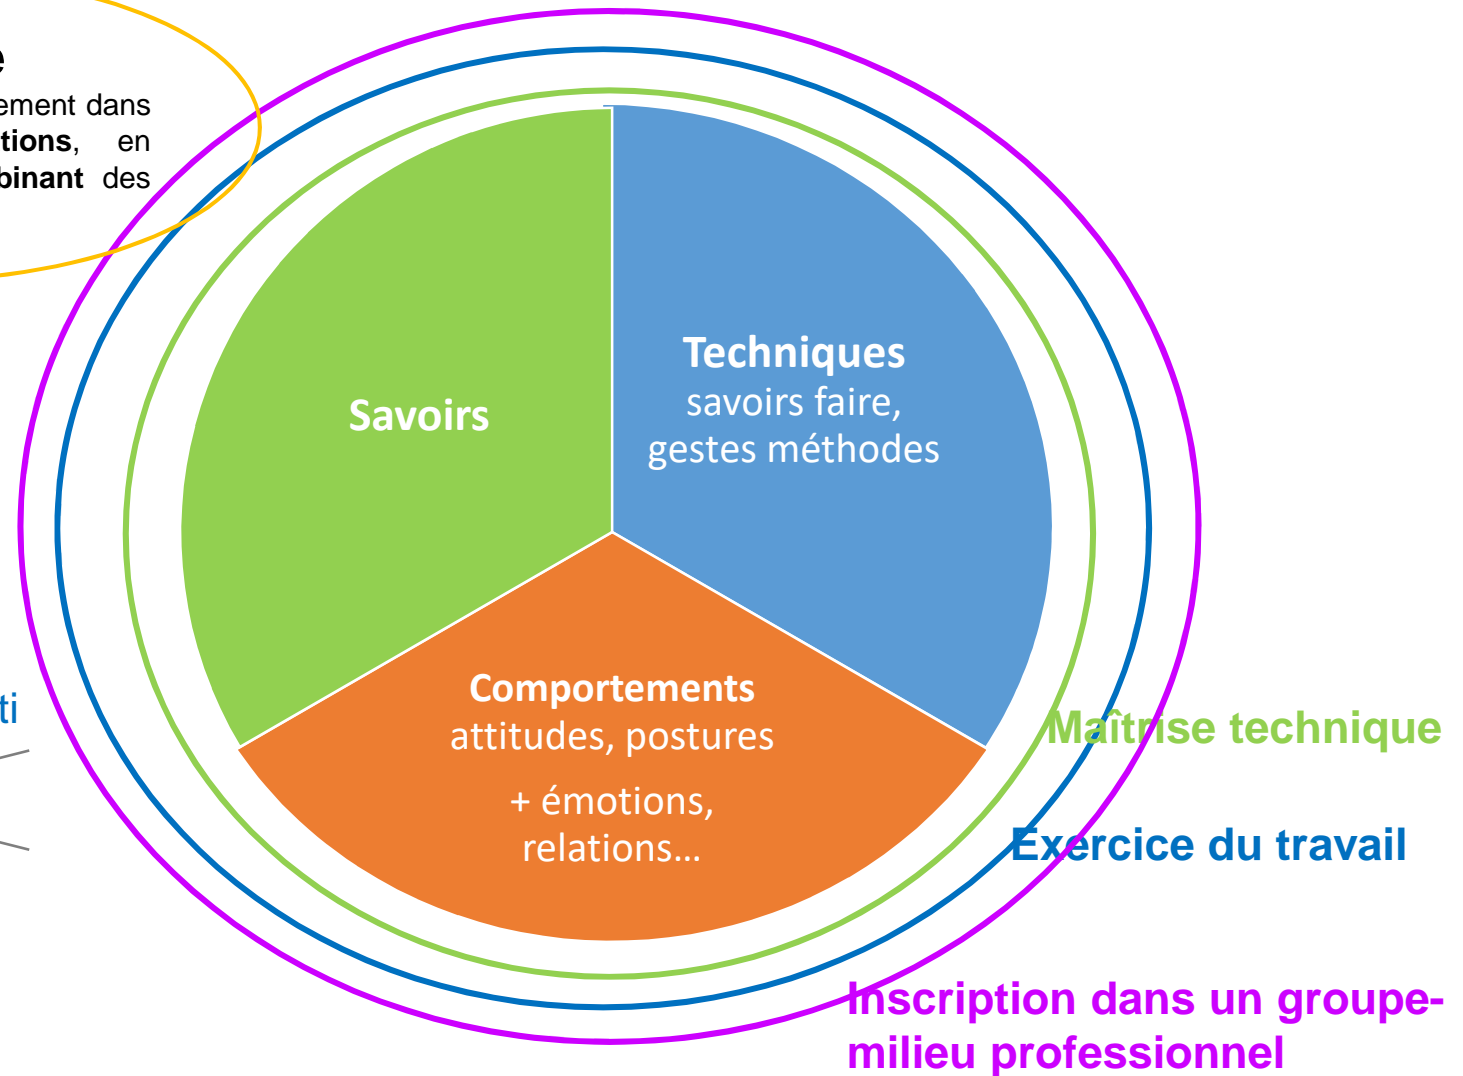 e
ement dans
tions, en
binant des
Techniques
savoirs faire,
gestes méthodes
Savoirs
Comportements
attitudes, postures
+ émotions,
relations...
ti
Maîtrise technique
Exercice du travail
Inscription dans un groupe-
milieu professionnel